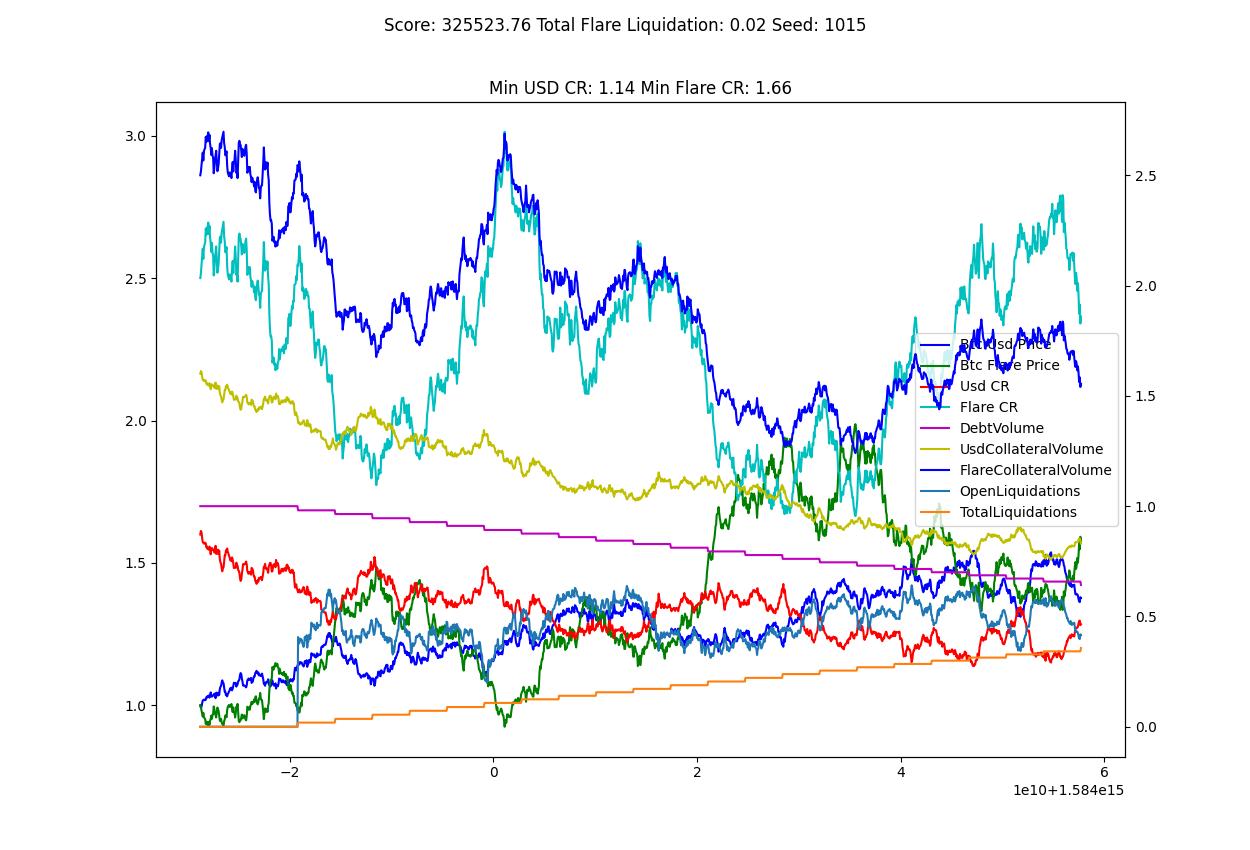 Score: 325523.76 Total Flare Liquidation: 0.02 Seed: 1015
Min USD CR: 1.14 Min Flare CR: 1.66
3.0
2.5
2.0
1.5
1.0
2.5
2.0
1.5
1.0
0.5
0.0
Btc Usd Price
Btc Flare Price
Usd CR
Flare CR
DebtVolume
UsdCollateralVolume
FlareCollateralVolume
OpenLiquidations
TotalLiquidations
−2 0 2 4 6
1e10+1.584e15